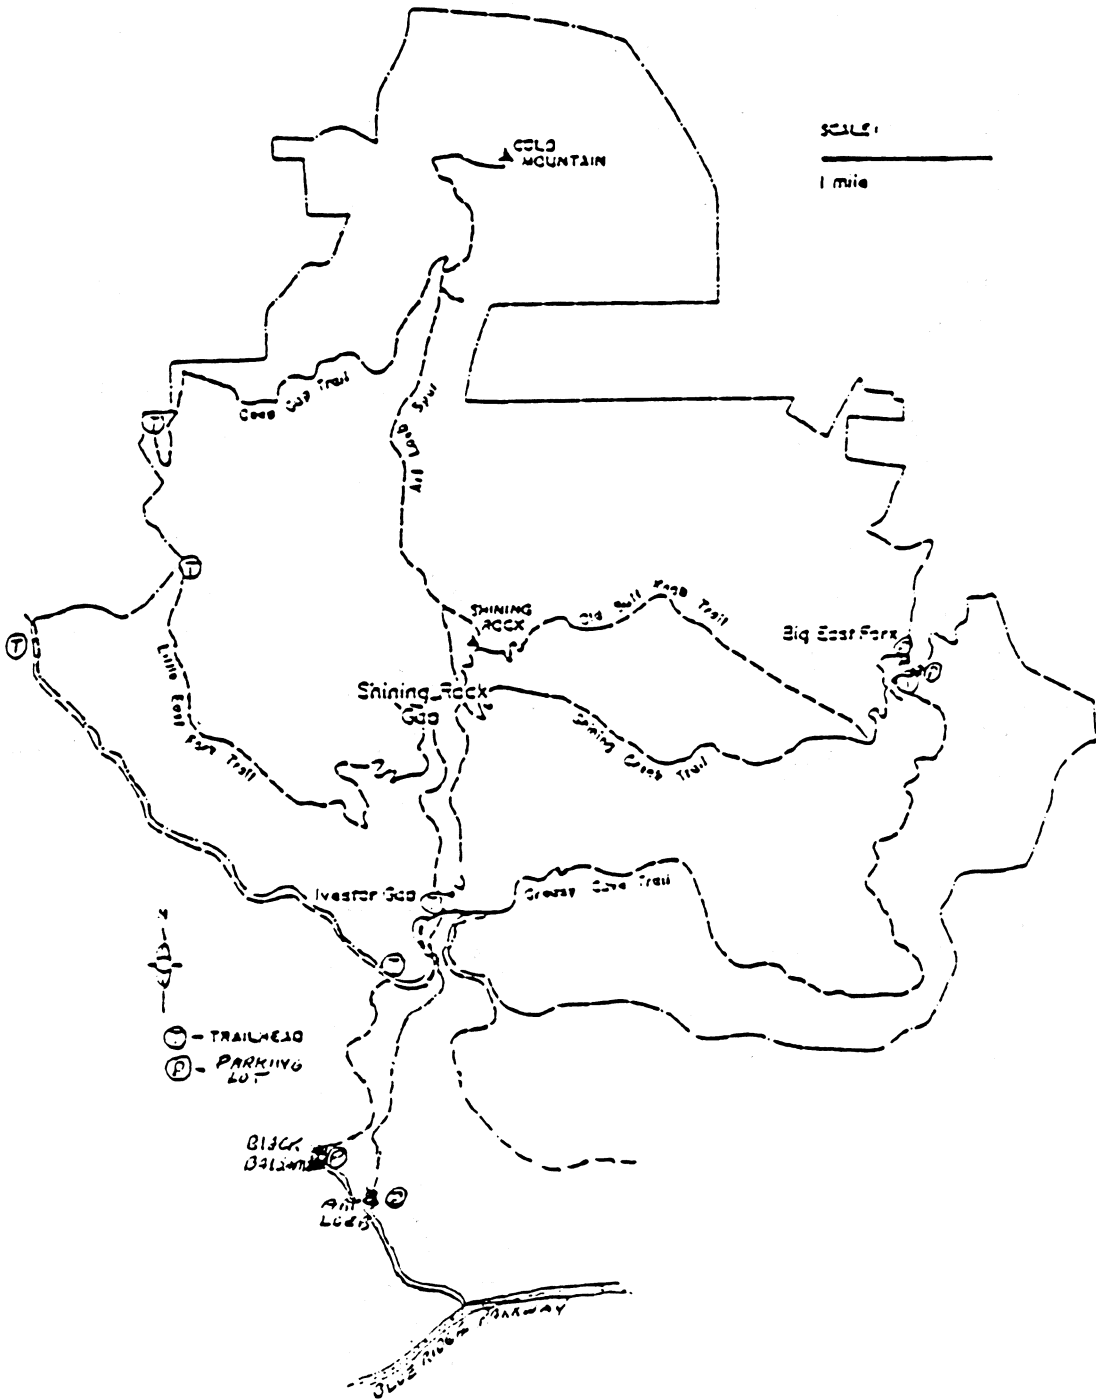 SCALE:
1 mile
COLD
MOUNTAIN
Deep Gap Trail
Art Loeb Spur
SHINING
ROCK
Old Butt Knob Trail
Big East Fork
T
T
T
P
T
Shining Rock
Gap
Little East Fork Trail
Shining Creek Trail
Ivestor Gap
T
Greasy Cove Trail
N
T
T - TRAILHEAD
P - PARKING
LOT
BLACK
P
P
ART
LOEB
BLUE RIDGE PARKWAY